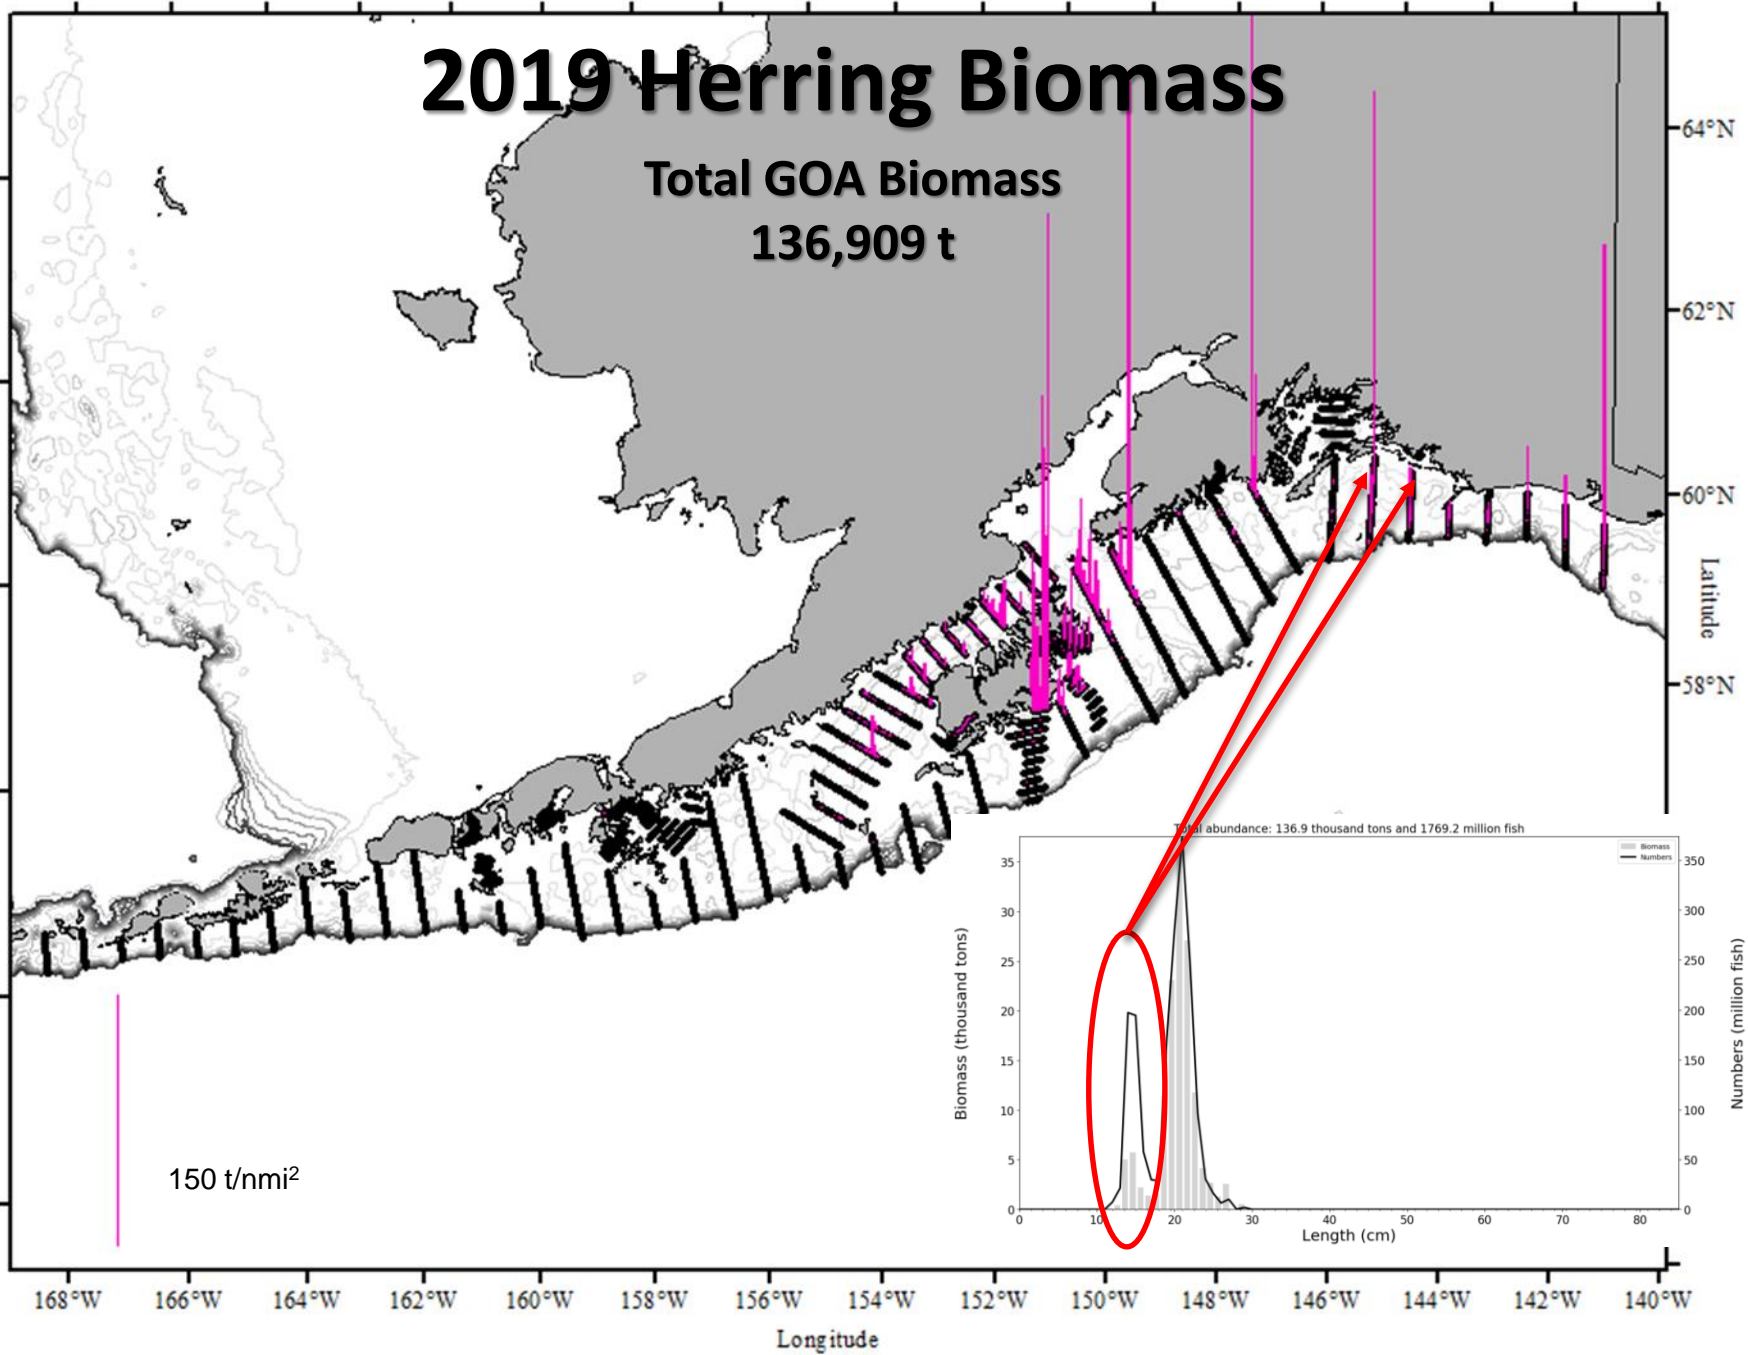 2019 Herring Biomass
Total GOA Biomass
136,909 t
64°N
62°N
60°N
58°N
Latitude
150 t/nmi²
Total abundance: 136.9 thousand tons and 1769.2 million fish
Biomass
Numbers
Biomass (thousand tons)
35
30
25
20
15
10
5
0
Numbers (million fish)
350
300
250
200
150
100
50
0
0 10 20 30 40 50 60 70 80
Length (cm)
168°W 166°W 164°W 162°W 160°W 158°W 156°W 154°W 152°W 150°W 148°W 146°W 144°W 142°W 140°W
Longitude